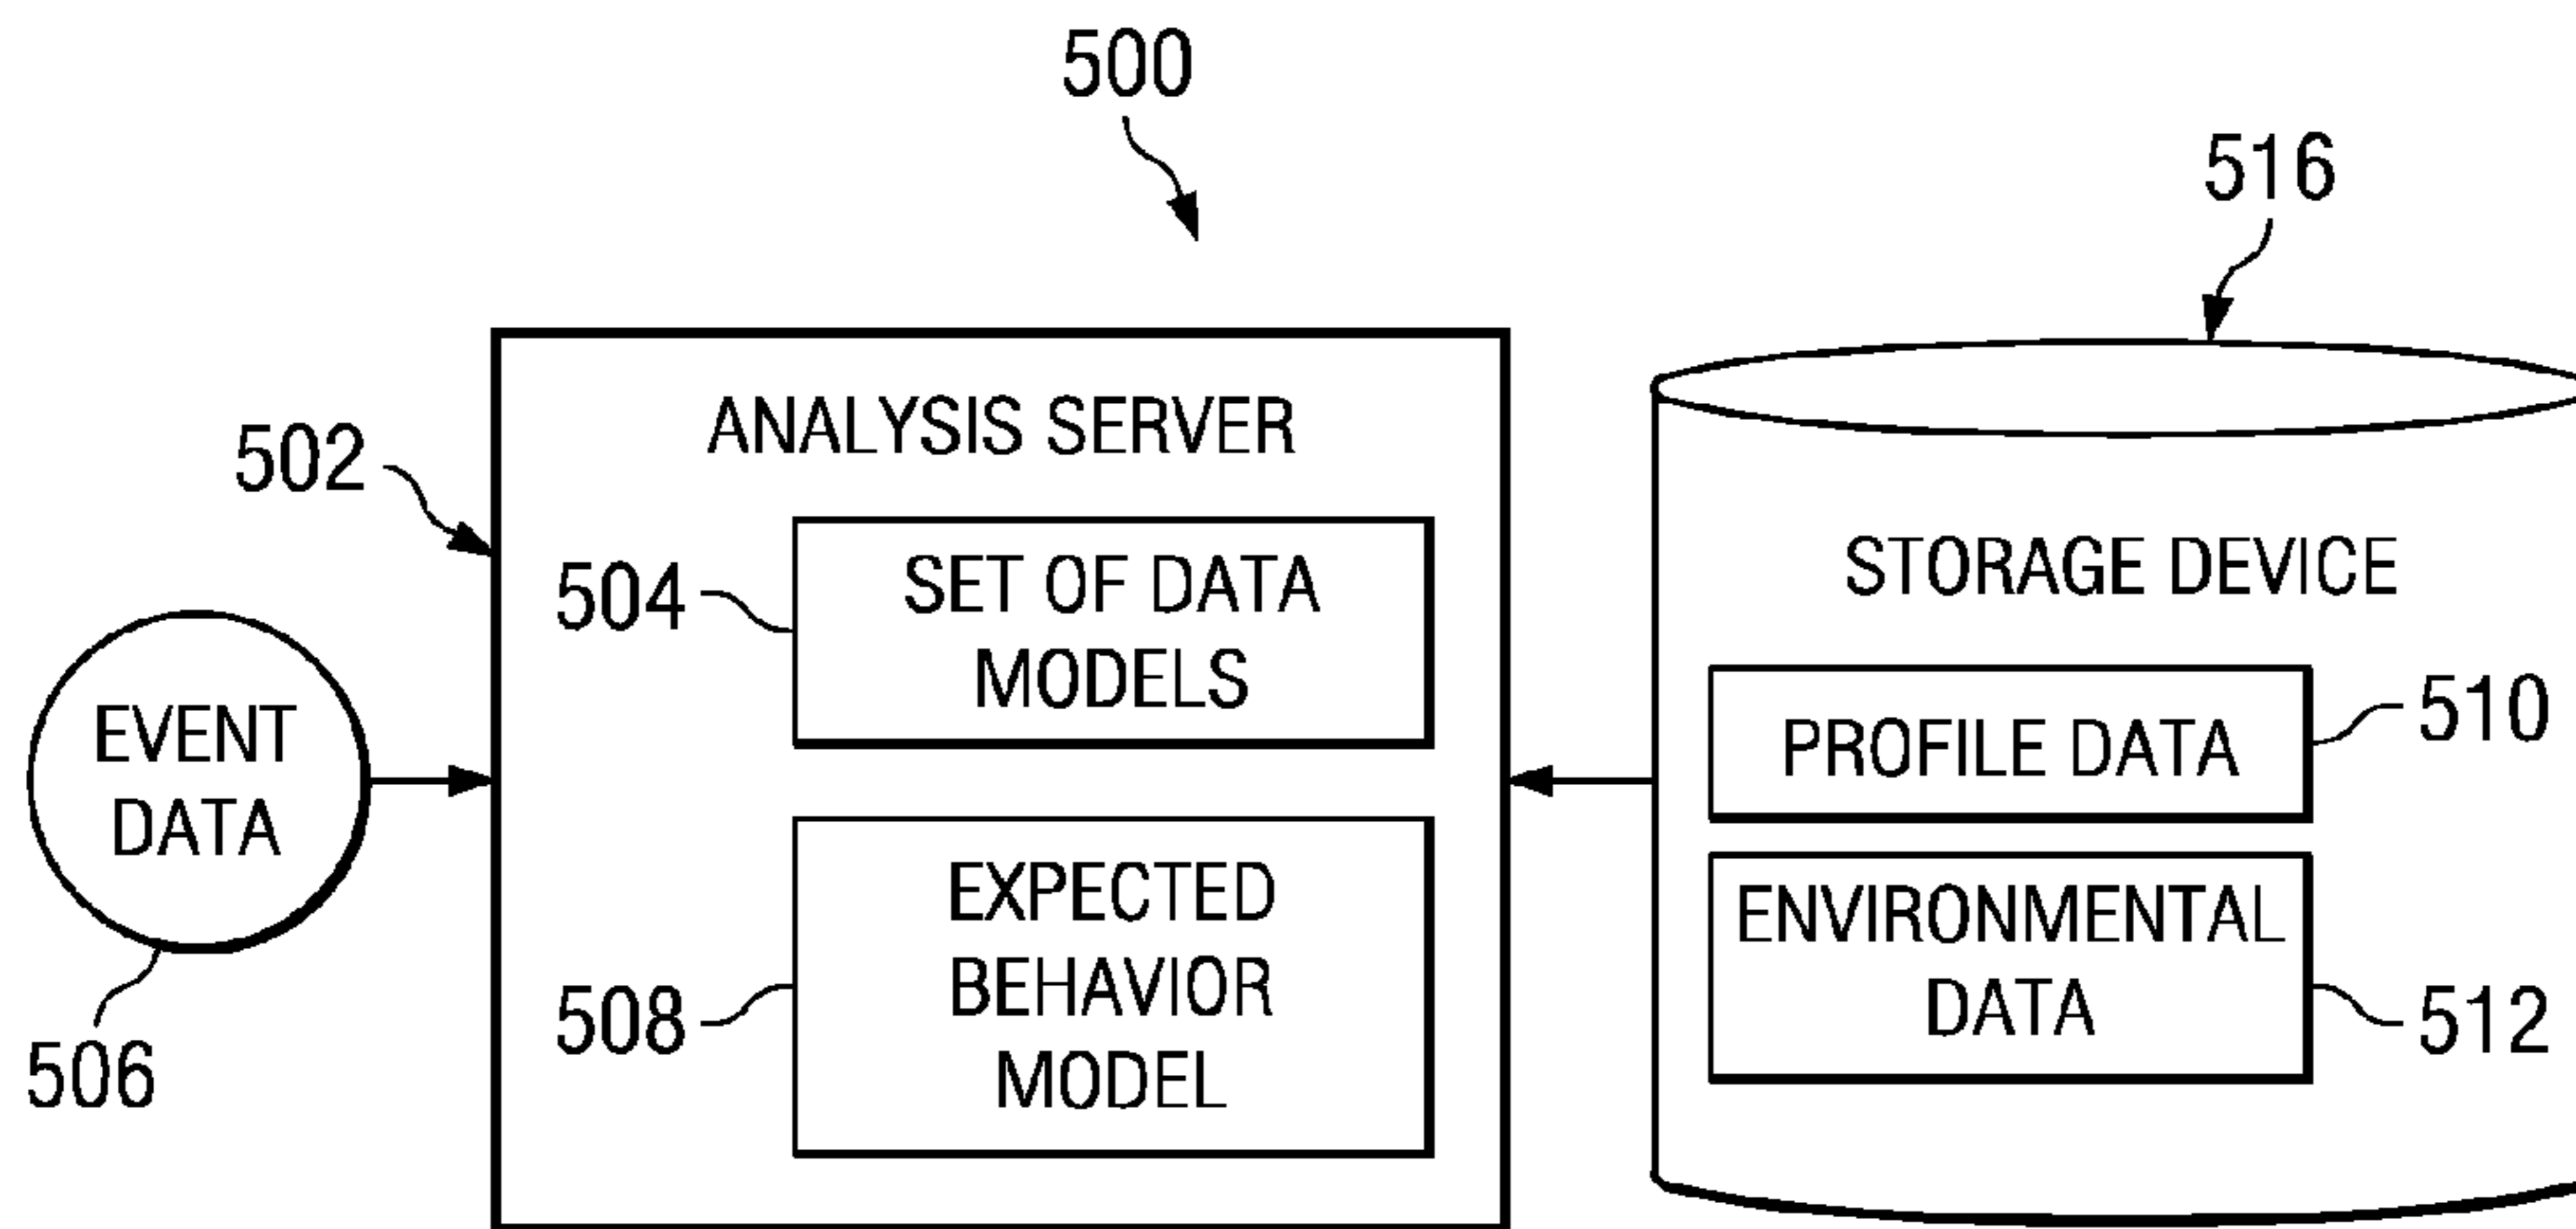 500
516
ANALYSIS SERVER
502
504
SET OF DATA
MODELS
STORAGE DEVICE
EVENT
DATA
506
PROFILE DATA
510
508
EXPECTED
BEHAVIOR
MODEL
ENVIRONMENTAL
DATA
512